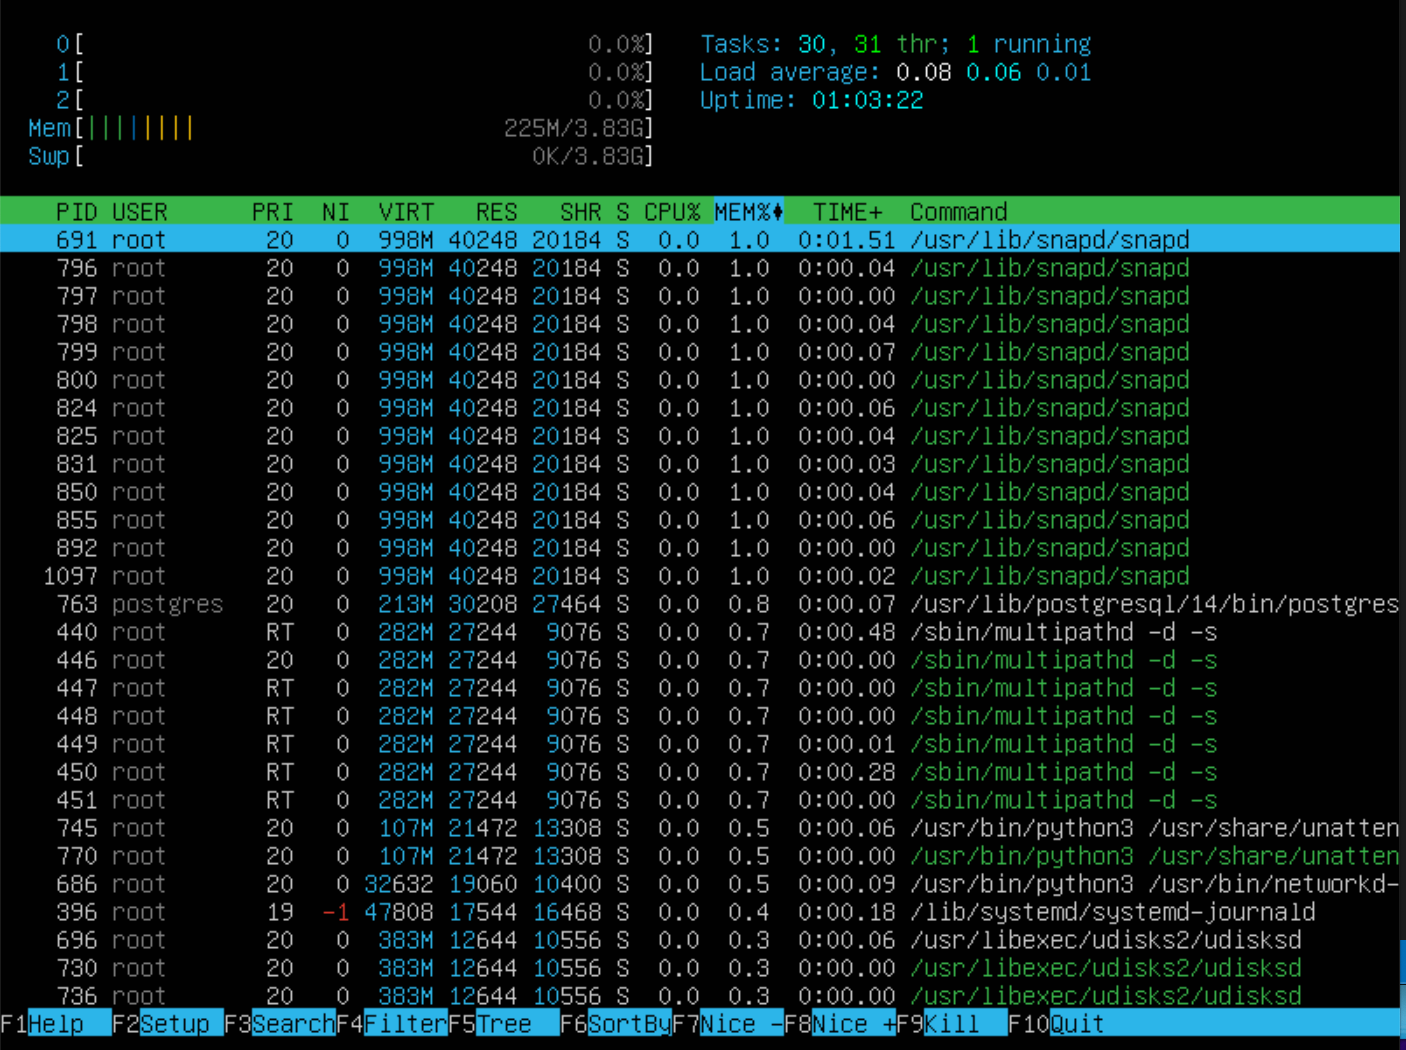 0[ 0.0%] Tasks: 30, 31 thr; 1 running
1[ 0.0%] Load average: 0.08 0.06 0.01
2[ 0.0%] Uptime: 01:03:22
Mem[||||||||| 225M/3.83G]
Swp[ 0K/3.83G]
PID USER PRI NI VIRT RES SHR S CPU% MEM%♦ TIME+ Command
691 root 20 0 998M 40248 20184 S 0.0 1.0 0:01.51 /usr/lib/snapd/snapd
796 root 20 0 998M 40248 20184 S 0.0 1.0 0:00.04 /usr/lib/snapd/snapd
797 root 20 0 998M 40248 20184 S 0.0 1.0 0:00.00 /usr/lib/snapd/snapd
798 root 20 0 998M 40248 20184 S 0.0 1.0 0:00.04 /usr/lib/snapd/snapd
799 root 20 0 998M 40248 20184 S 0.0 1.0 0:00.07 /usr/lib/snapd/snapd
800 root 20 0 998M 40248 20184 S 0.0 1.0 0:00.00 /usr/lib/snapd/snapd
824 root 20 0 998M 40248 20184 S 0.0 1.0 0:00.06 /usr/lib/snapd/snapd
825 root 20 0 998M 40248 20184 S 0.0 1.0 0:00.04 /usr/lib/snapd/snapd
831 root 20 0 998M 40248 20184 S 0.0 1.0 0:00.03 /usr/lib/snapd/snapd
850 root 20 0 998M 40248 20184 S 0.0 1.0 0:00.04 /usr/lib/snapd/snapd
855 root 20 0 998M 40248 20184 S 0.0 1.0 0:00.06 /usr/lib/snapd/snapd
892 root 20 0 998M 40248 20184 S 0.0 1.0 0:00.00 /usr/lib/snapd/snapd
1097 root 20 0 998M 40248 20184 S 0.0 1.0 0:00.02 /usr/lib/snapd/snapd
763 postgres 20 0 213M 30208 27464 S 0.0 0.8 0:00.07 /usr/lib/postgresql/14/bin/postgres
440 root RT 0 282M 27244 9076 S 0.0 0.7 0:00.48 /sbin/multipathd -d -s
446 root 20 0 282M 27244 9076 S 0.0 0.7 0:00.00 /sbin/multipathd -d -s
447 root RT 0 282M 27244 9076 S 0.0 0.7 0:00.00 /sbin/multipathd -d -s
448 root RT 0 282M 27244 9076 S 0.0 0.7 0:00.00 /sbin/multipathd -d -s
449 root RT 0 282M 27244 9076 S 0.0 0.7 0:00.01 /sbin/multipathd -d -s
450 root RT 0 282M 27244 9076 S 0.0 0.7 0:00.28 /sbin/multipathd -d -s
451 root RT 0 282M 27244 9076 S 0.0 0.7 0:00.00 /sbin/multipathd -d -s
745 root 20 0 107M 21472 13308 S 0.0 0.5 0:00.06 /usr/bin/python3 /usr/share/unatten
770 root 20 0 107M 21472 13308 S 0.0 0.5 0:00.00 /usr/bin/python3 /usr/share/unatten
686 root 20 0 32632 19060 10400 S 0.0 0.5 0:00.09 /usr/bin/python3 /usr/bin/networkd-
396 root 19 -1 47808 17544 16468 S 0.0 0.4 0:00.18 /lib/systemd/systemd-journald
696 root 20 0 383M 12644 10556 S 0.0 0.3 0:00.06 /usr/libexec/udisks2/udisksd
730 root 20 0 383M 12644 10556 S 0.0 0.3 0:00.00 /usr/libexec/udisks2/udisksd
736 root 20 0 383M 12644 10556 S 0.0 0.3 0:00.00 /usr/libexec/udisks2/udisksd
F1Help F2Setup F3SearchF4FilterF5Tree F6SortByF7Nice -F8Nice +F9Kill F10Quit